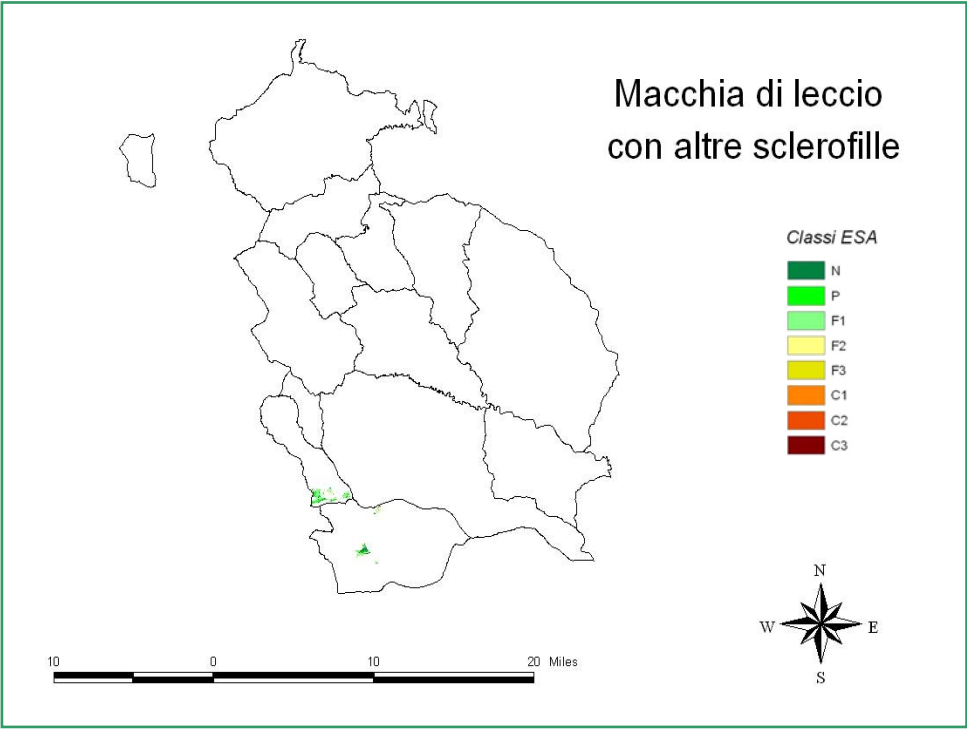 Macchia di leccio
con altre sclerofille
Classi ESA
N
P
F1
F2
F3
C1
C2
C3
N
W E
S
10 0 10 20 Miles